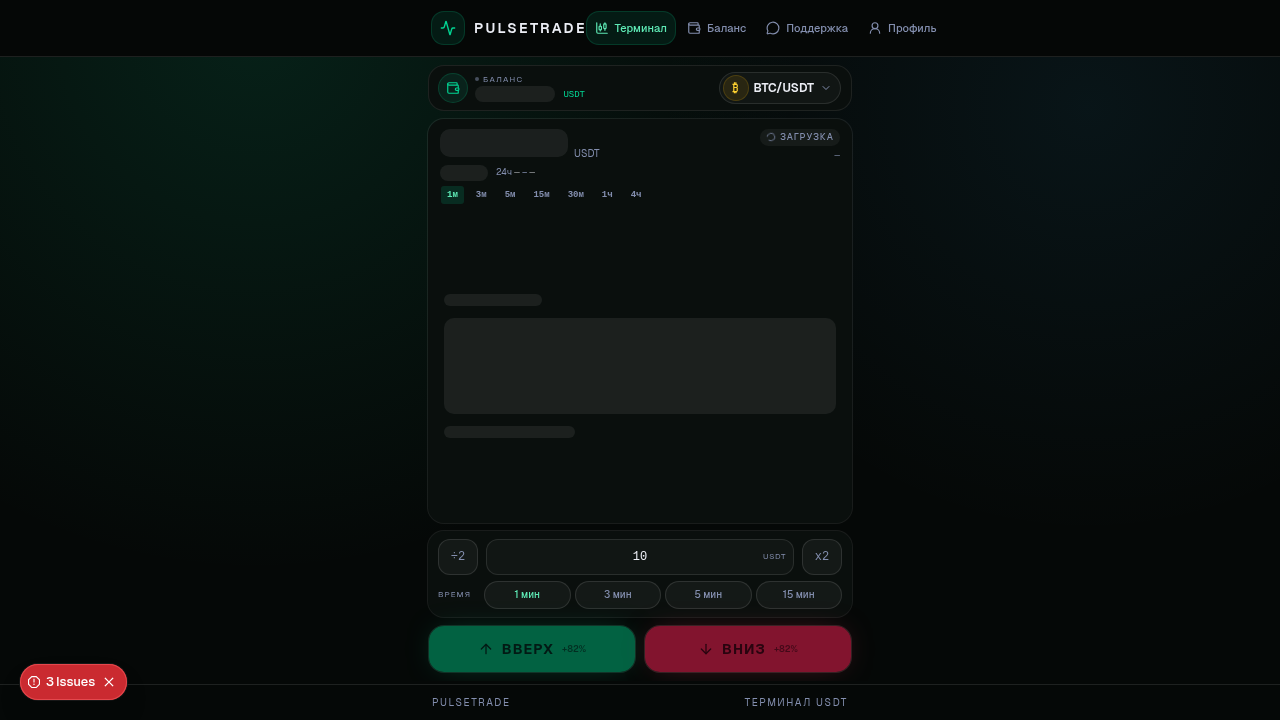 PULSETRADE Терминал Баланс Поддержка Профиль
БАЛАНС
USDT
₿ BTC/USDT
USDT
ЗАГРУЗКА
—
24ч — – —
1м 3м 5м 15м 30м 1ч 4ч
÷2 10 USDT x2
ВРЕМЯ 1 мин 3 мин 5 мин 15 мин
ВВЕРХ +82% ВНИЗ +82%
3 Issues
PULSETRADE ТЕРМИНАЛ USDT